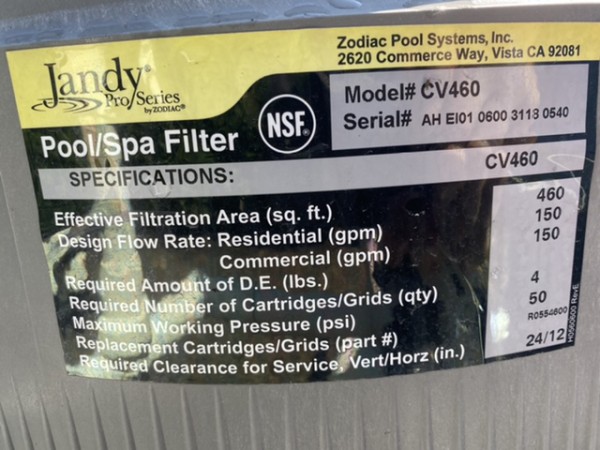 Jandy®
Pro Series
by ZODIAC®
Zodiac Pool Systems, Inc.
2620 Commerce Way, Vista CA 92081
Pool/Spa Filter
NSF®
Model# CV460
Serial# AH EI01 0600 3118 0540
SPECIFICATIONS: CV460
Effective Filtration Area (sq. ft.) 460
Design Flow Rate: Residential (gpm) 150
Commercial (gpm) 150
Required Amount of D.E. (lbs.)
Required Number of Cartridges/Grids (qty) 4
Maximum Working Pressure (psi) 50
Replacement Cartridges/Grids (part #) R0554600
Required Clearance for Service, Vert/Horz (in.) 24/12
H0560600 RevE